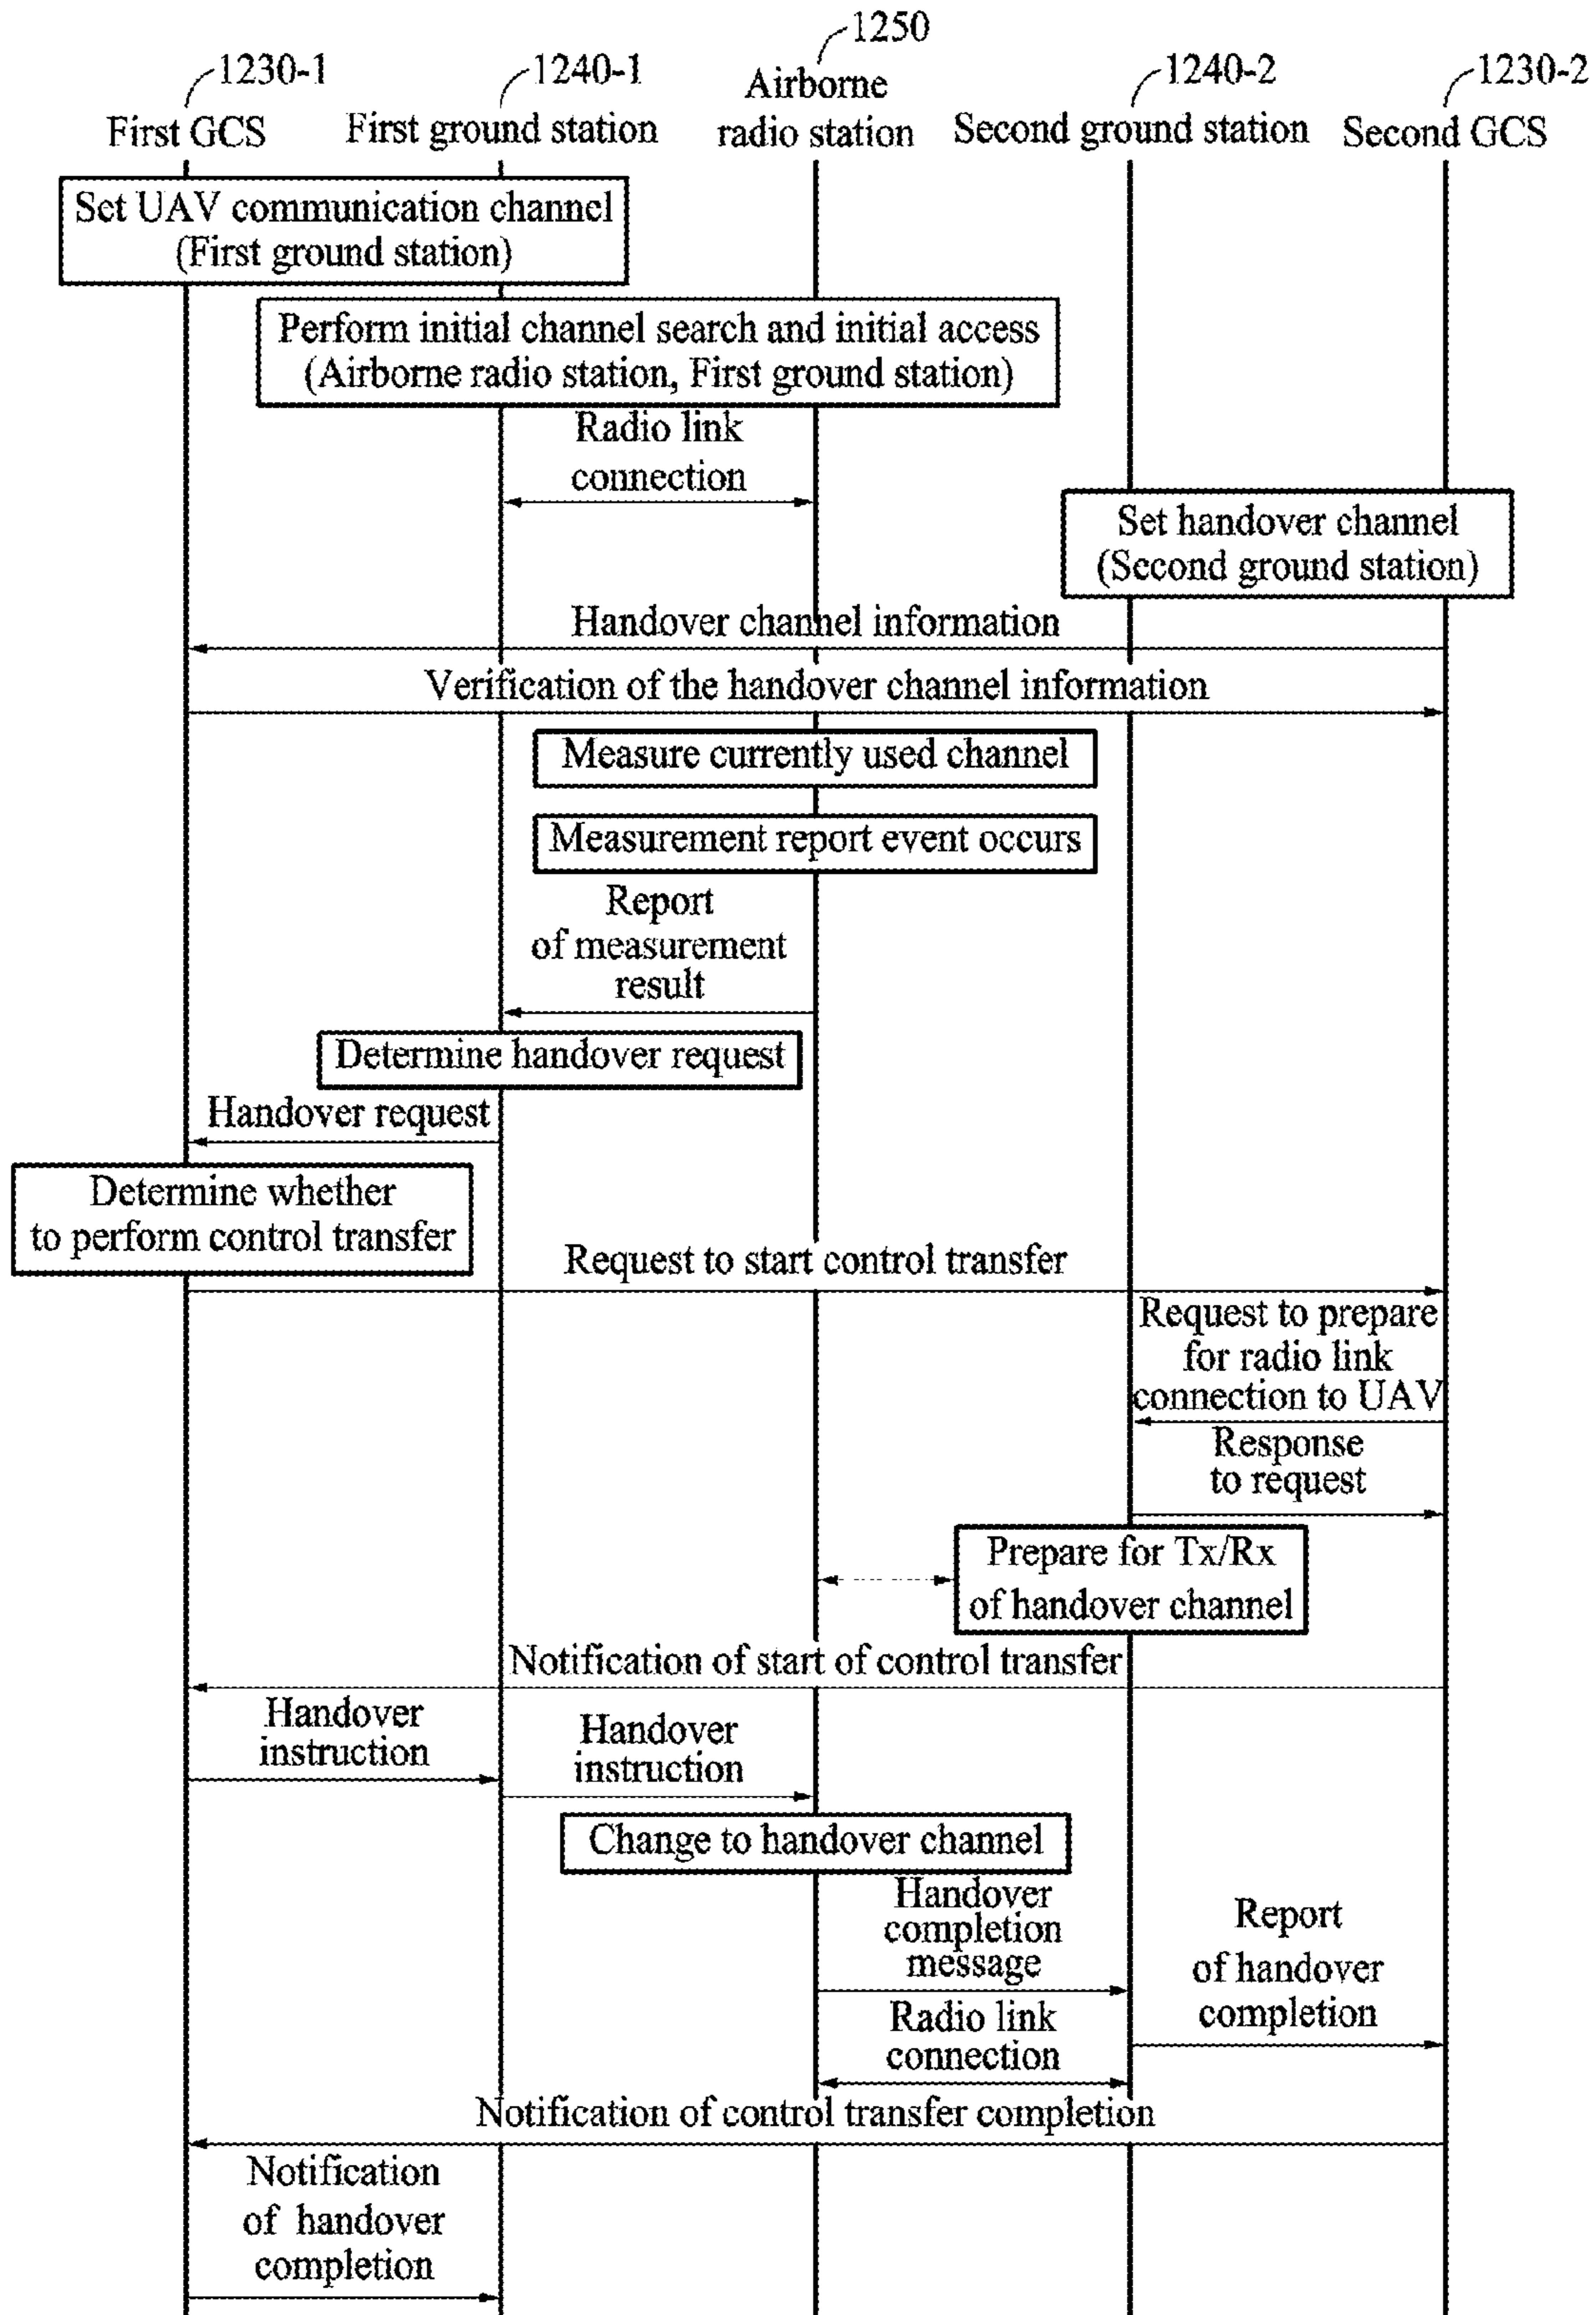 1250
1230-1
1240-1
1240-2
1230-2
First GCS
First ground station
Airborne
radio station
Second ground station
Second GCS
Set UAV communication channel
(First ground station)
Perform initial channel search and initial access
(Airborne radio station, First ground station)
Radio link
connection
Set handover channel
(Second ground station)
Handover channel information
Verification of the handover channel information
Measure currently used channel
Measurement report event occurs
Report
of measurement
result
Determine handover request
Handover request
Determine whether
to perform control transfer
Request to start control transfer
Request to prepare
for radio link
connection to UAV
Response
to request
Prepare for Tx/Rx
of handover channel
Notification of start of control transfer
Handover
instruction
Handover
instruction
Change to handover channel
Handover
completion
message
Report
of handover
completion
Radio link
connection
Notification of control transfer completion
Notification
of handover
completion